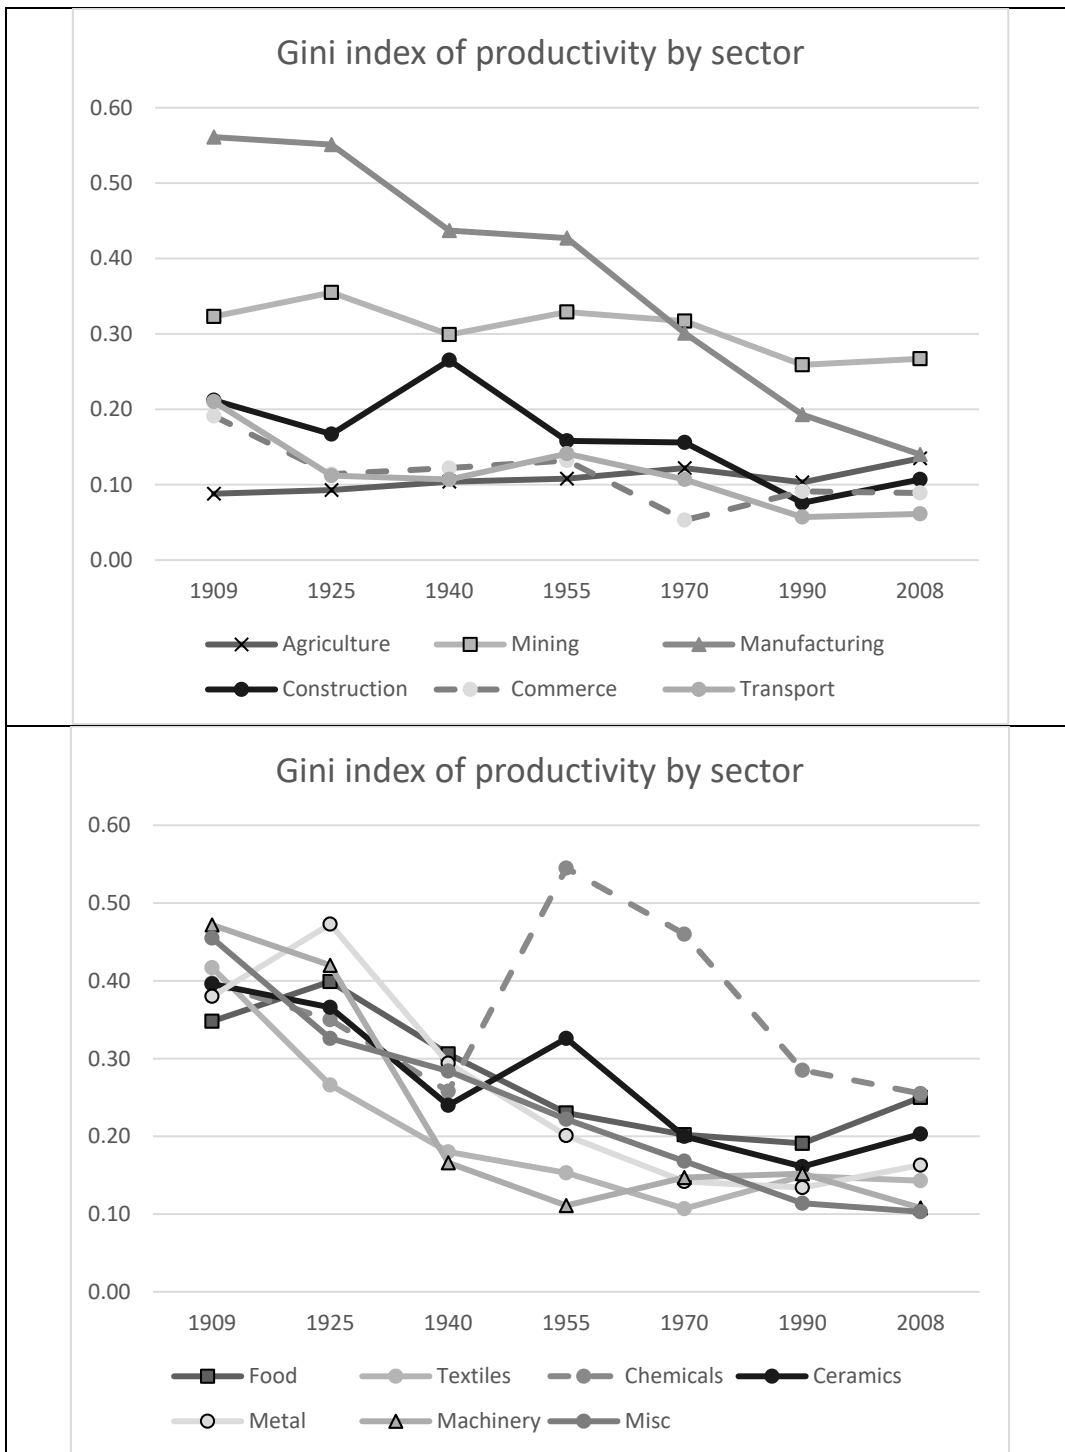 Gini index of productivity by sector
0.60
0.50
0.40
0.30
0.20
0.10
0.00
1909 1925 1940 1955 1970 1990 2008
Agriculture Mining Manufacturing
Construction Commerce Transport
Gini index of productivity by sector
0.60
0.50
0.40
0.30
0.20
0.10
0.00
1909 1925 1940 1955 1970 1990 2008
Food Textiles Chemicals Ceramics
Metal Machinery Misc